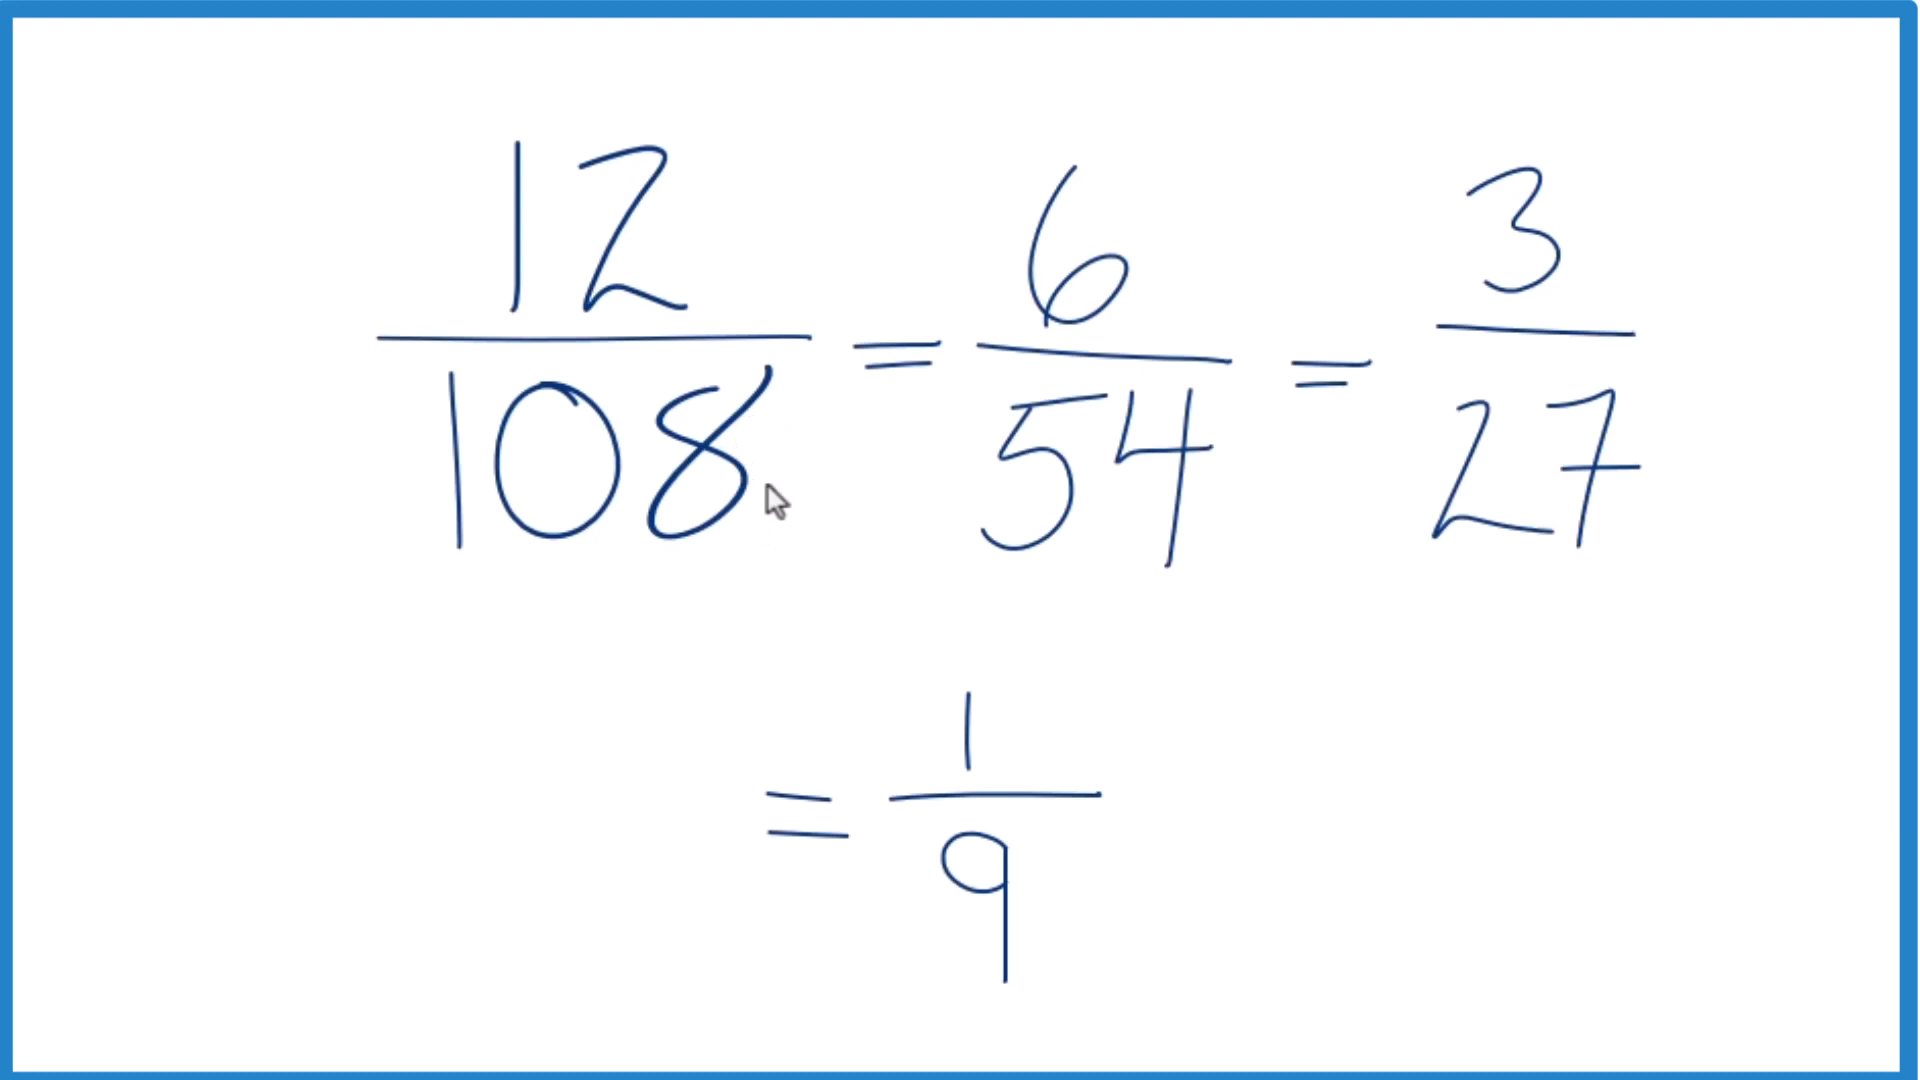 12/108 = 6/54 = 3/27
= 1/9